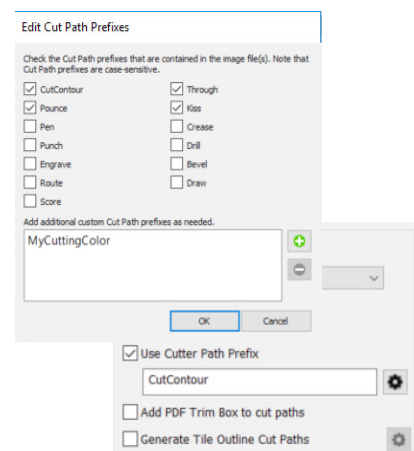 Edit Cut Path Prefixes
Check the Cut Path prefixes that are contained in the image file(s). Note that
Cut Path prefixes are case-sensitive.
CutContour Through
Pounce Kiss
Pen Crease
Punch Drill
Engrave Bevel
Route Draw
Score
Add additional custom Cut Path prefixes as needed.
MyCuttingColor
OK Cancel
Use Cutter Path Prefix
CutContour
Add PDF Trim Box to cut paths
Generate Tile Outline Cut Paths